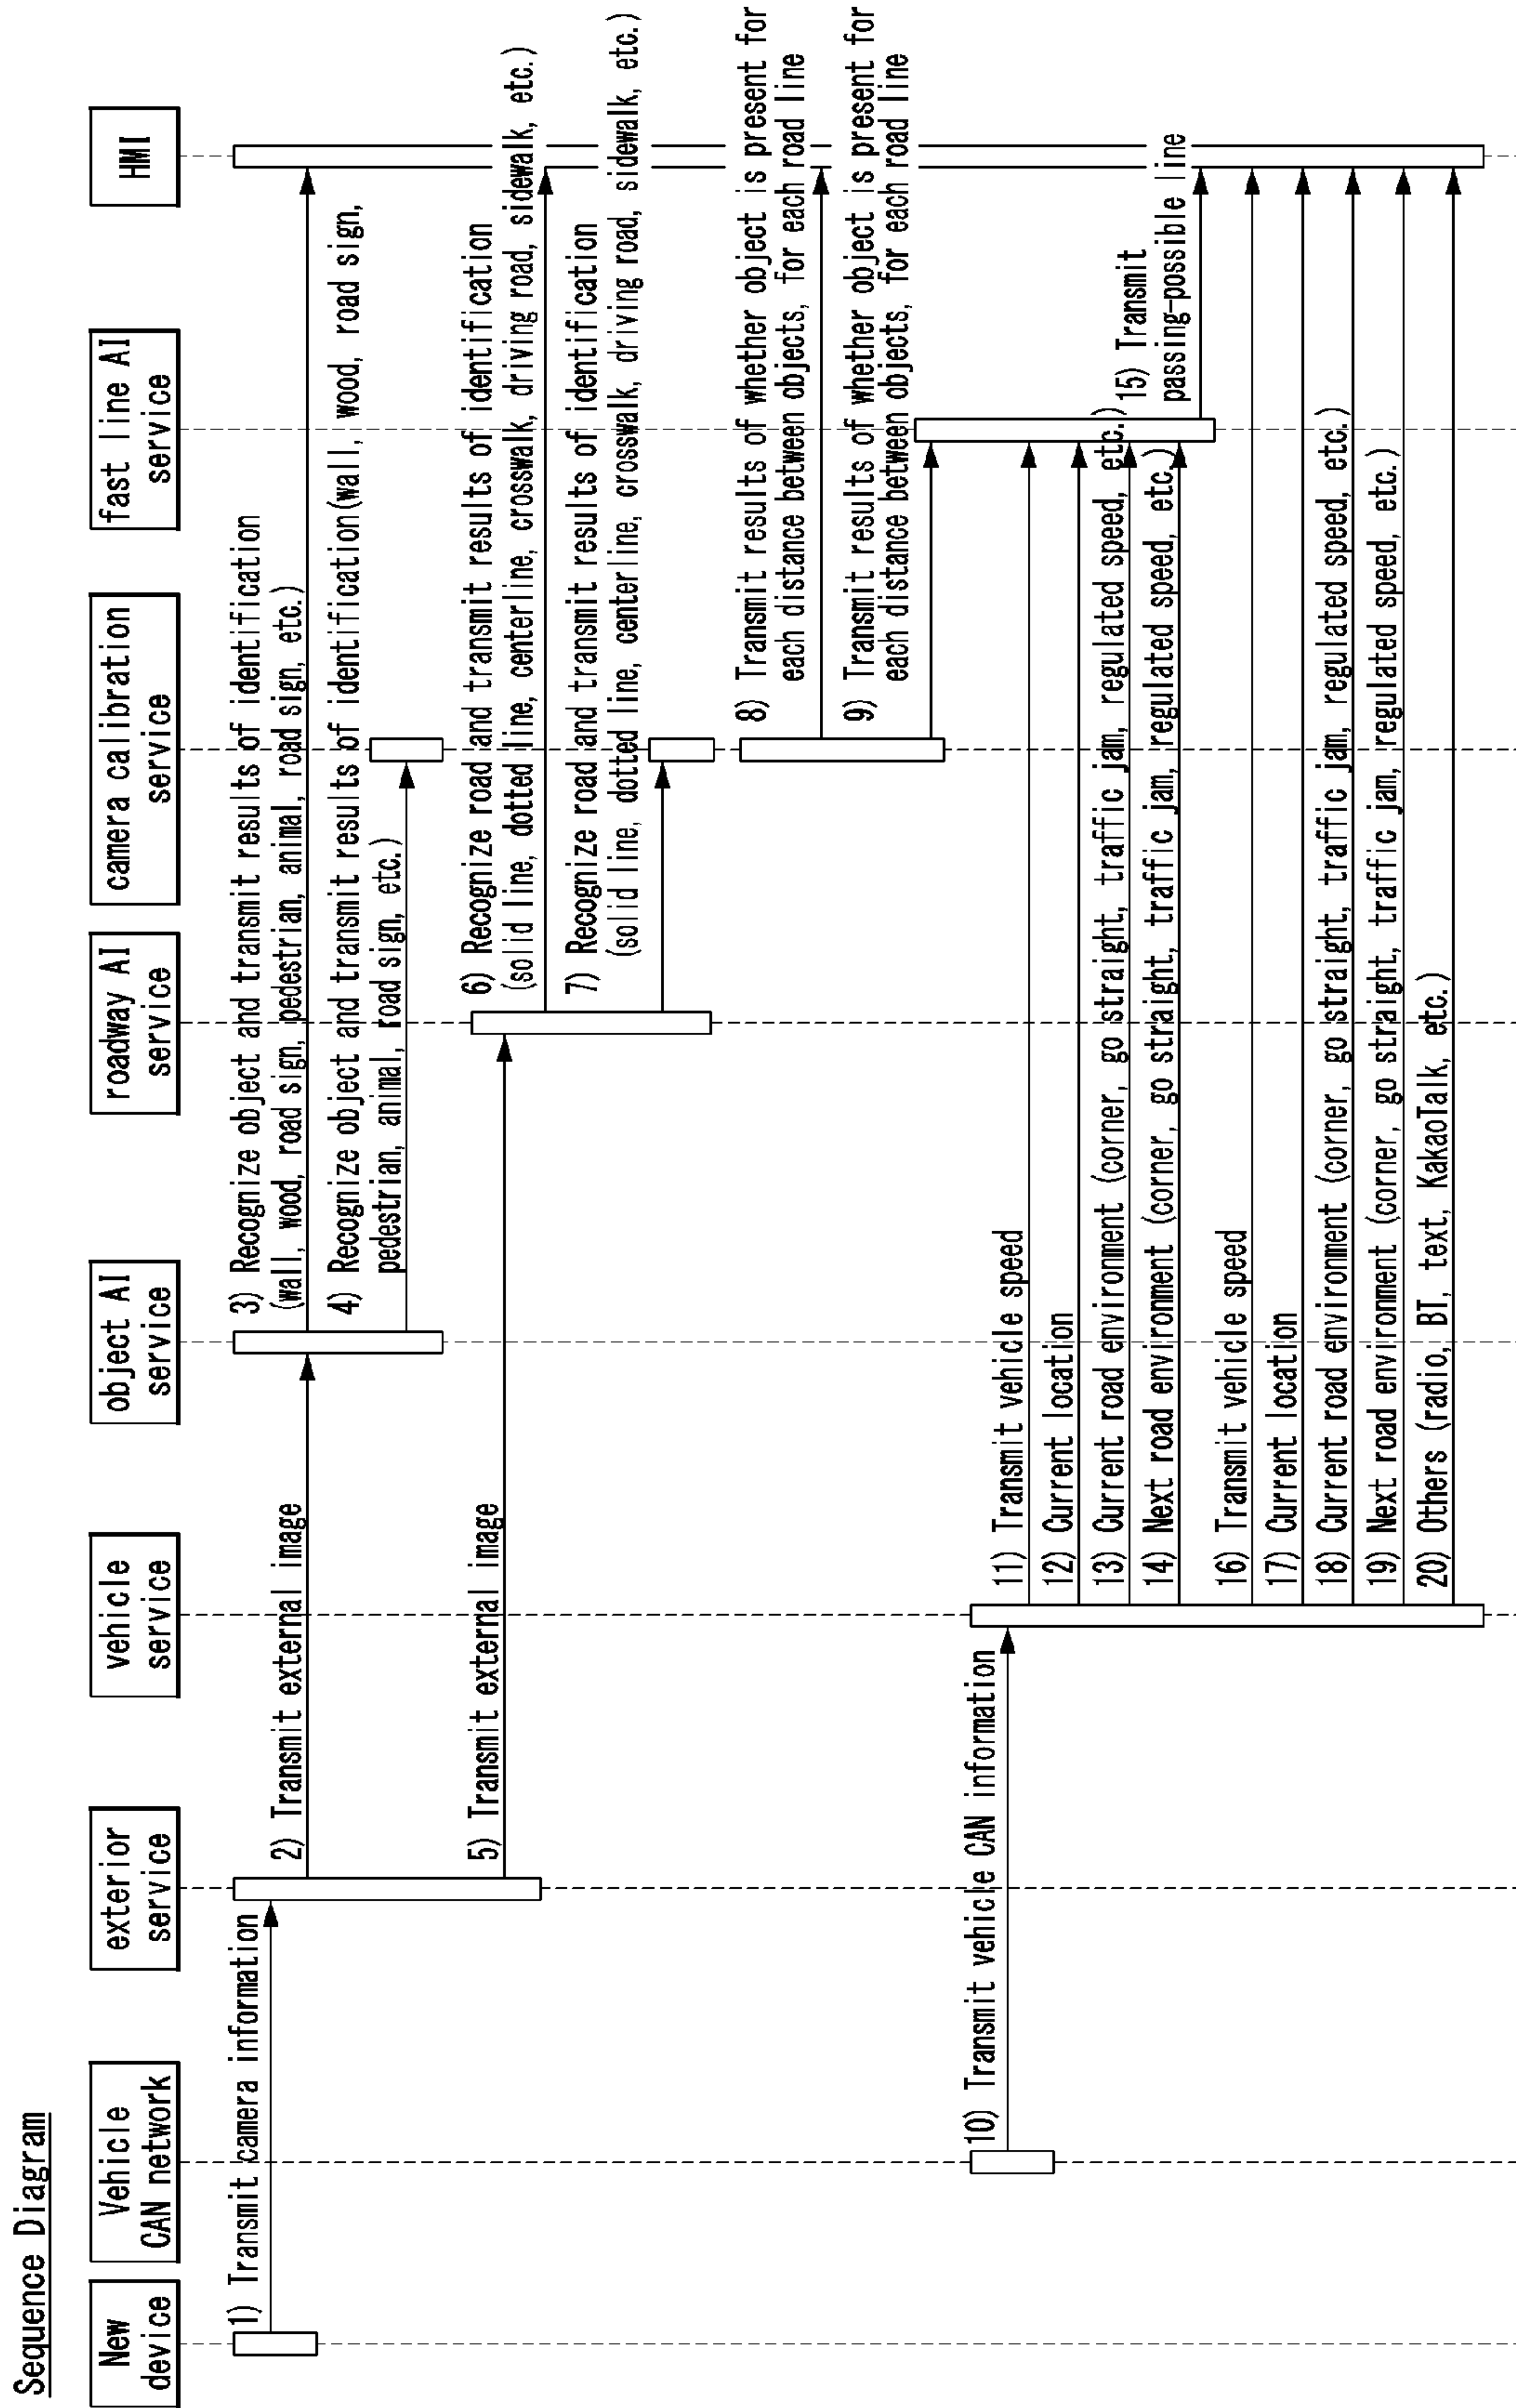 Sequence Diagram
New
device
Vehicle
CAN network
exterior
service
vehicle
service
object AI
service
roadway AI
service
camera calibration
service
fast line AI
service
HMI
1) Transmit camera information
2) Transmit external image
3) Recognize object and transmit results of identification
(wall, wood, road sign, pedestrian, animal, road sign, etc.)
4) Recognize object and transmit results of identification(wall, wood, road sign,
pedestrian, animal, road sign, etc.)
5) Transmit external image
6) Recognize road and transmit results of identification
(solid line, dotted line, centerline, crosswalk, driving road, sidewalk, etc.)
7) Recognize road and transmit results of identification
(solid line, dotted line, centerline, crosswalk, driving road, sidewalk, etc.)
8) Transmit results of whether object is present for
each distance between objects, for each road line
9) Transmit results of whether object is present for
each distance between objects, for each road line
10) Transmit vehicle CAN information
11) Transmit vehicle speed
12) Current location
13) Current road environment (corner, go straight, traffic jam, regulated speed, etc.)
14) Next road environment (corner, go straight, traffic jam, regulated speed, etc.)
15) Transmit
passing-possible line
16) Transmit vehicle speed
17) Current location
18) Current road environment (corner, go straight, traffic jam, regulated speed, etc.)
19) Next road environment (corner, go straight, traffic jam, regulated speed, etc.)
20) Others (radio, BT, text, KakaoTalk, etc.)